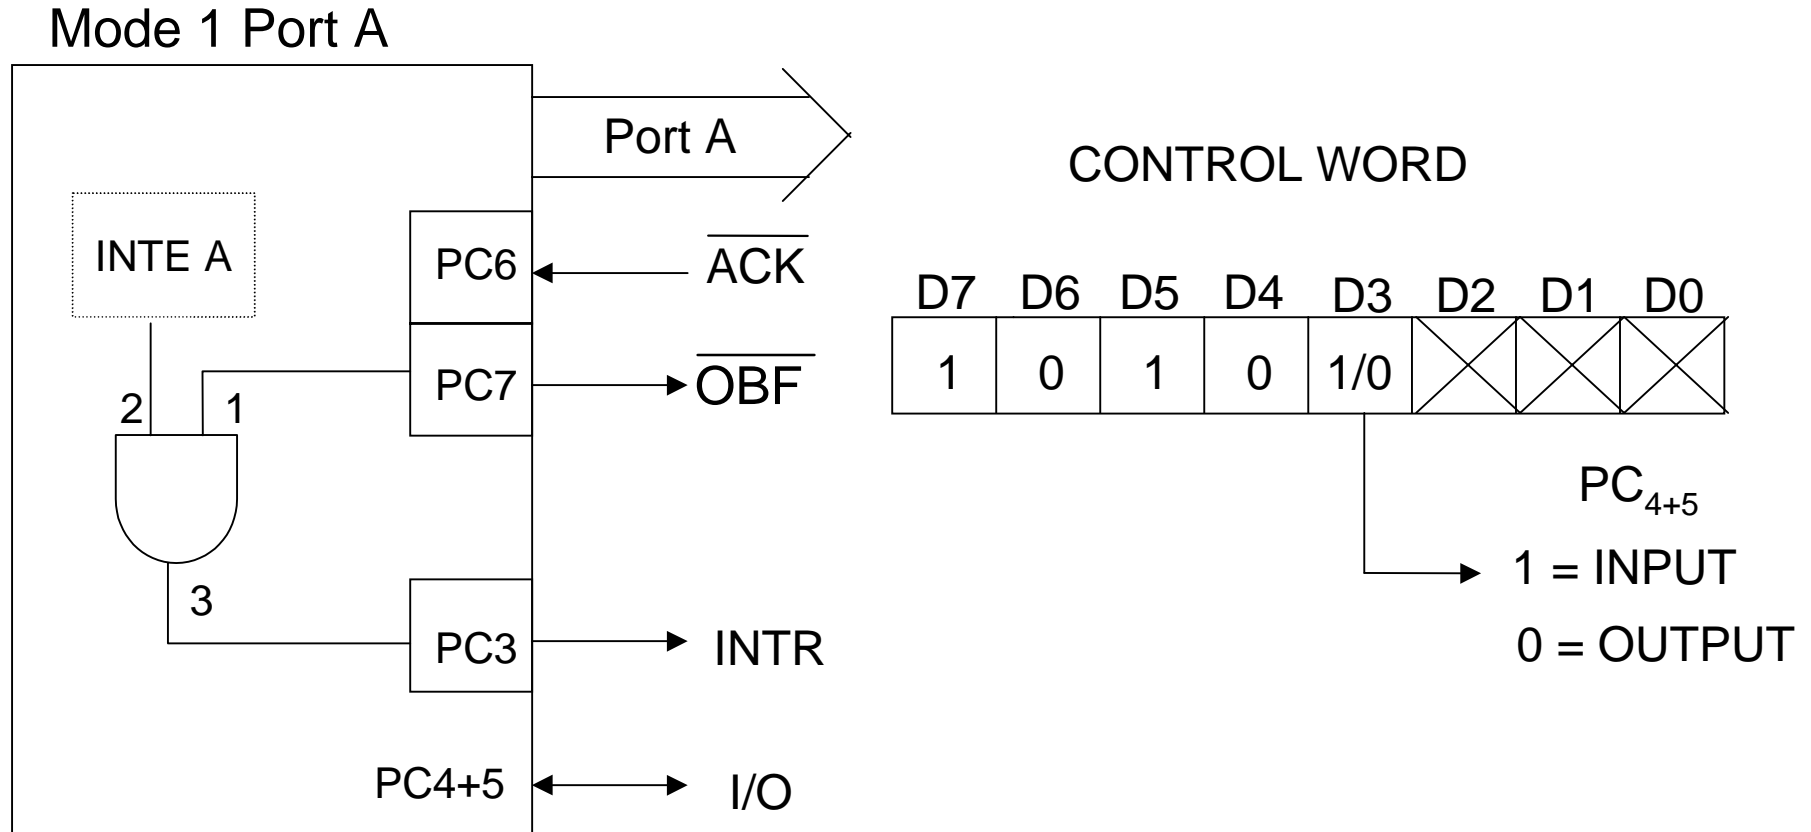 Mode 1 Port A
Port A
INTE A
PC6
ACK
PC7
OBF
2
1
3
PC3
INTR
PC4+5
I/O
CONTROL WORD
D7 D6 D5 D4 D3 D2 D1 D0
1 0 1 0 1/0
PC4+5
1 = INPUT
0 = OUTPUT